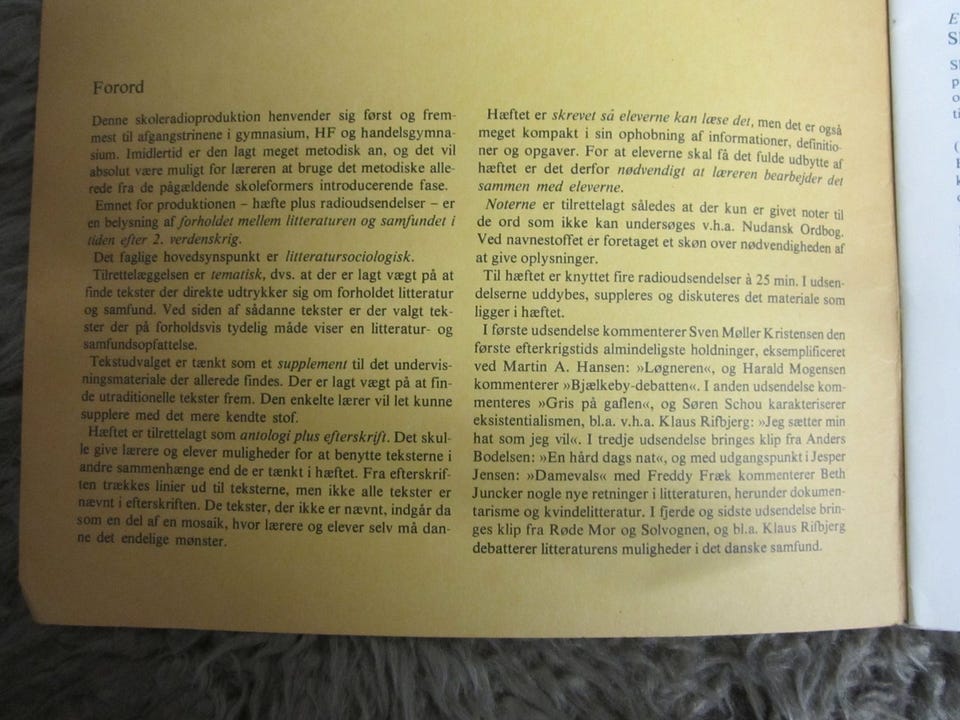 Forord
Denne skoleradioproduktion henvender sig først og frem-
mest til afgangstrinene i gymnasium, HF og handelsgymna-
sium. Imidlertid er den lagt meget metodisk an, og det vil
absolut være muligt for læreren at bruge det metodiske alle-
rede fra de pågældende skoleformers introducerende fase.
Emnet for produktionen – hæfte plus radioudsendelser – er
en belysning af forholdet mellem litteraturen og samfundet i
tiden efter 2. verdenskrig.
Det faglige hovedsynspunkt er litteratursociologisk.
Tilrettelæggelsen er tematisk, dvs. at der er lagt vægt på at
finde tekster der direkte udtrykker sig om forholdet litteratur
og samfund. Ved siden af sådanne tekster er der valgt tek-
ster der på forholdsvis tydelig måde viser en litteratur- og
samfundsopfattelse.
Tekstudvalget er tænkt som et supplement til det undervis-
ningsmateriale der allerede findes. Der er lagt vægt på at fin-
de utraditionelle tekster frem. Den enkelte lærer vil let kunne
supplere med det mere kendte stof.
Hæftet er tilrettelagt som antologi plus efterskrift. Det skul-
le give lærere og elever muligheder for at benytte teksterne i
andre sammenhænge end de er tænkt i hæftet. Fra efterskrif-
ten trækkes linier ud til teksterne, men ikke alle tekster er
nævnt i efterskriften. De tekster, der ikke er nævnt, indgår da
som en del af en mosaik, hvor lærere og elever selv må dan-
ne det endelige mønster.
Hæftet er skrevet så eleverne kan læse det, men det er også
meget kompakt i sin ophobning af informationer, definitio-
ner og opgaver. For at eleverne skal få det fulde udbytte af
hæftet er det derfor nødvendigt at læreren bearbejder det
sammen med eleverne.
Noterne er tilrettelagt således at der kun er givet noter til
de ord som ikke kan undersøges v.h.a. Nudansk Ordbog.
Ved navnestoffet er foretaget et skøn over nødvendigheden af
at give oplysninger.
Til hæftet er knyttet fire radioudsendelser à 25 min. I udsen-
delserne uddybes, suppleres og diskuteres det materiale som
ligger i hæftet.
I første udsendelse kommenterer Sven Møller Kristensen den
første efterkrigstids almindeligste holdninger, eksemplificeret
ved Martin A. Hansen: »Løgneren«, og Harald Mogensen
kommenterer »Bjælkeby-debatten«. I anden udsendelse kom-
menteres »Gris på gaflen«, og Søren Schou karakteriserer
eksistentialismen, bl.a. v.h.a. Klaus Rifbjerg: »Jeg sætter min
hat som jeg vil«. I tredje udsendelse bringes klip fra Anders
Bodelsen: »En hård dags nat«, og med udgangspunkt i Jesper
Jensen: »Damevals« med Freddy Fræk kommenterer Beth
Juncker nogle nye retninger i litteraturen, herunder dokumen-
tarisme og kvindelitteratur. I fjerde og sidste udsendelse brin-
ges klip fra Røde Mor og Solvognen, og bl.a. Klaus Rifbjerg
debatterer litteraturens muligheder i det danske samfund.